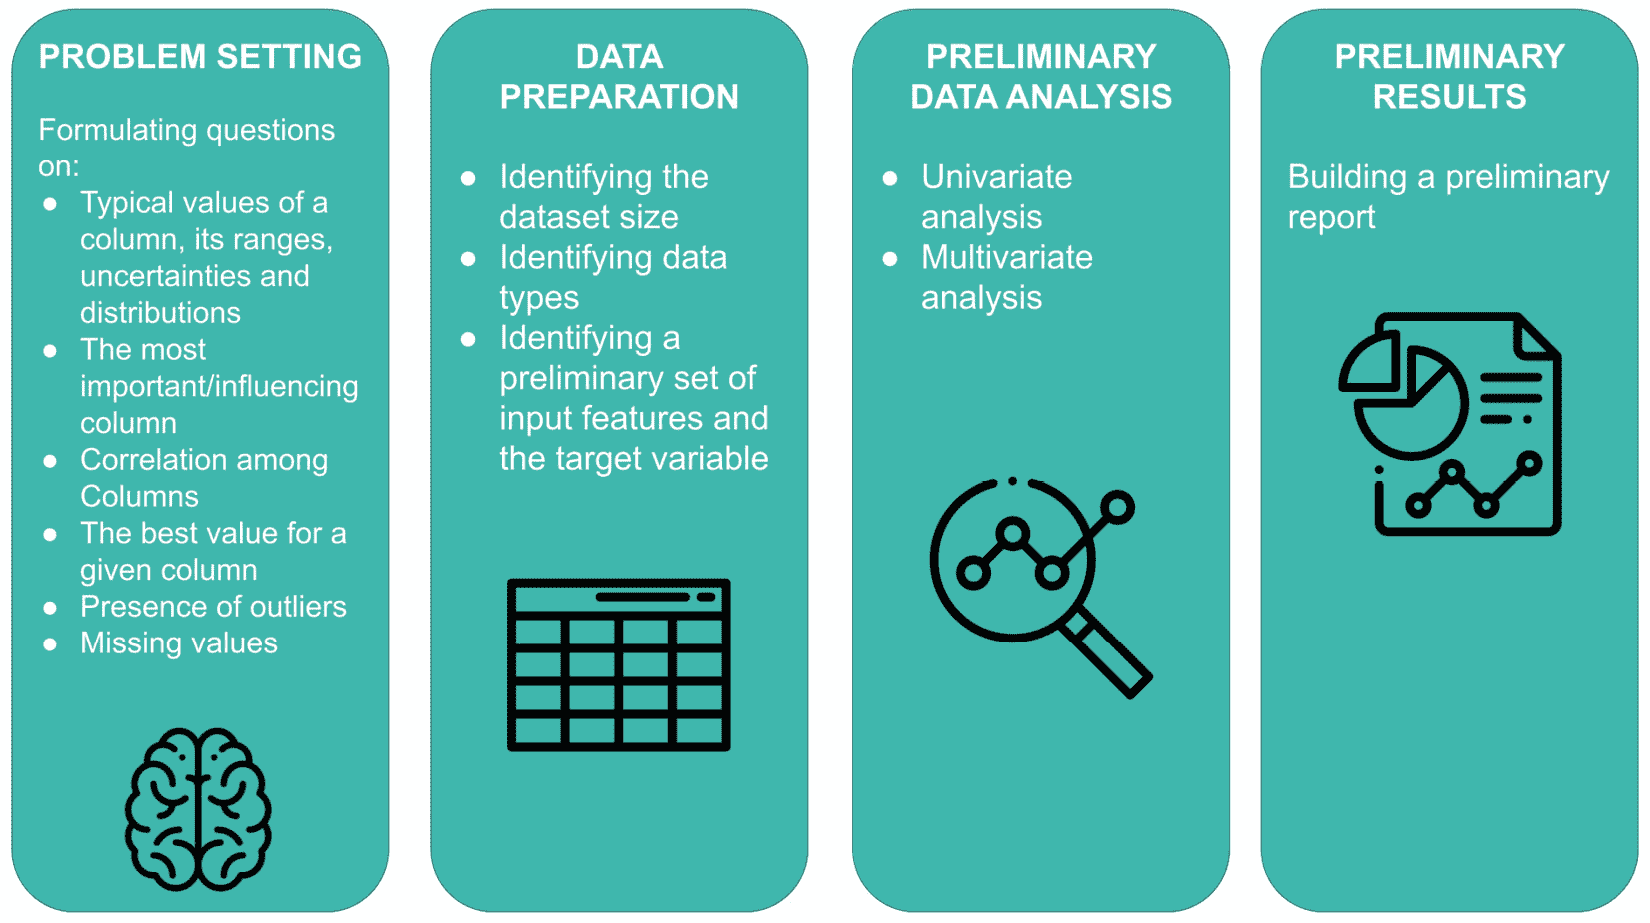 PROBLEM SETTING
Formulating questions
on:
● Typical values of a
column, its ranges,
uncertainties and
distributions
● The most
important/influencing
column
● Correlation among
Columns
● The best value for a
given column
● Presence of outliers
● Missing values
DATA
PREPARATION
● Identifying the
dataset size
● Identifying data
types
● Identifying a
preliminary set of
input features and
the target variable
PRELIMINARY
DATA ANALYSIS
● Univariate
analysis
● Multivariate
analysis
PRELIMINARY
RESULTS
Building a preliminary
report